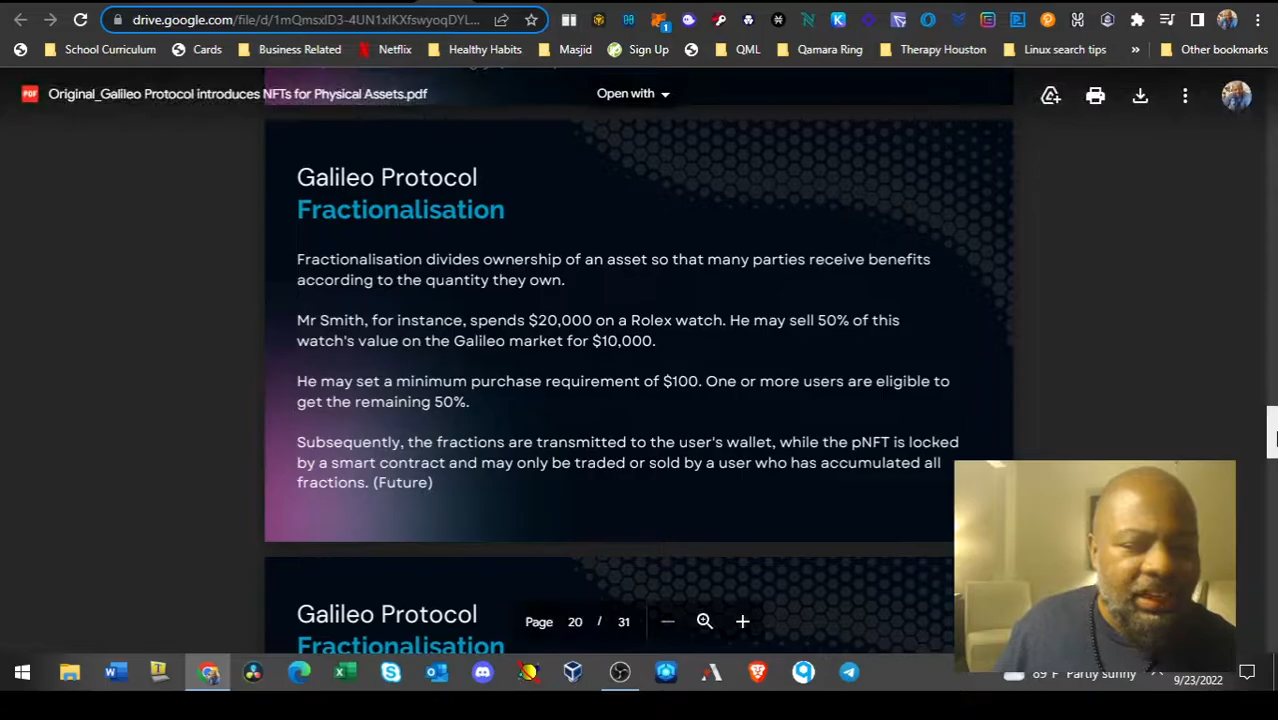 drive.google.com/file/d/1mQmsxlD3-4UN1xlKXfswyoqDYL...
School Curriculum
Cards
Business Related
Netflix
Healthy Habits
Masjid
Sign Up
QML
Qamara Ring
Therapy Houston
Linux search tips
Other bookmarks
PDF
Original_Galileo Protocol introduces NFTs for Physical Assets.pdf
Open with
Galileo Protocol
Fractionalisation
Fractionalisation divides ownership of an asset so that many parties receive benefits
according to the quantity they own.
Mr Smith, for instance, spends $20,000 on a Rolex watch. He may sell 50% of this
watch's value on the Galileo market for $10,000.
He may set a minimum purchase requirement of $100. One or more users are eligible to
get the remaining 50%.
Subsequently, the fractions are transmitted to the user's wallet, while the pNFT is locked
by a smart contract and may only be traded or sold by a user who has accumulated all
fractions. (Future)
Galileo Protocol
Fractionalisation
Page 20 / 31
89°F Partly sunny
9/23/2022